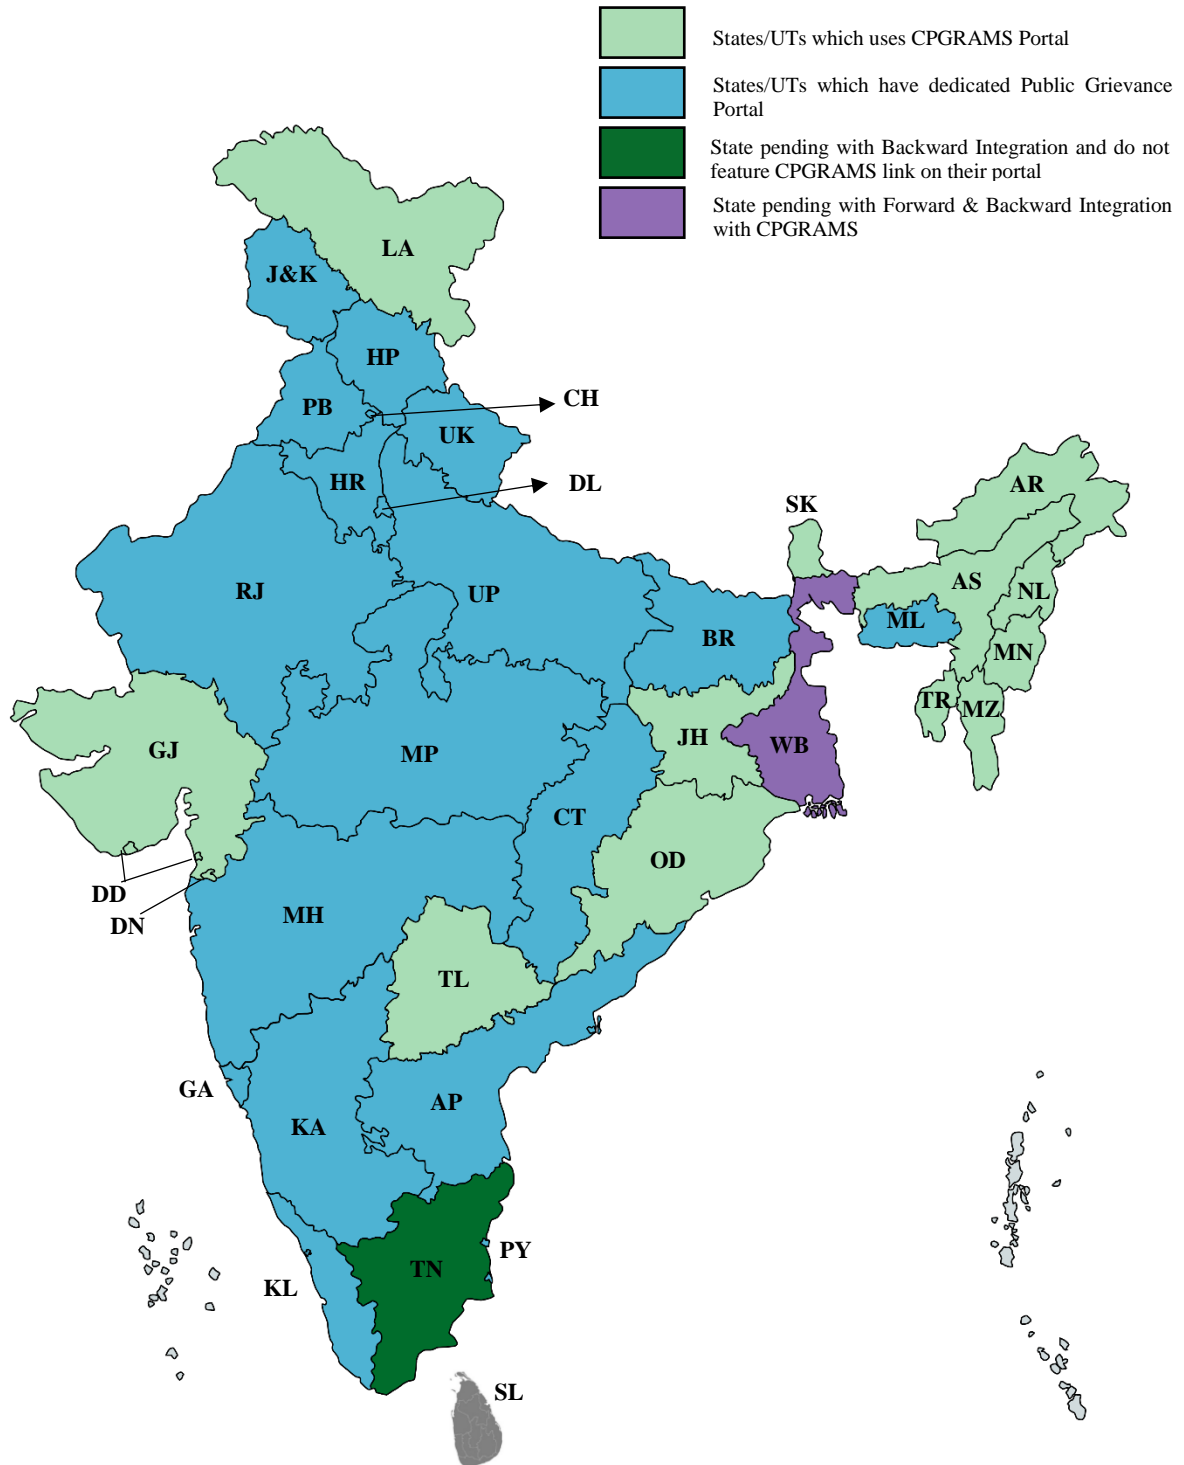 States/UTs which uses CPGRAMS Portal
States/UTs which have dedicated Public Grievance
Portal
State pending with Backward Integration and do not
feature CPGRAMS link on their portal
State pending with Forward & Backward Integration
with CPGRAMS
LA
J&K
HP
PB
CH
UK
HR
DL
AR
SK
RJ
UP
AS
NL
BR
ML
MN
TR
MZ
GJ
MP
JH
WB
CT
OD
DD
DN
MH
TL
GA
AP
KA
PY
TN
KL
SL